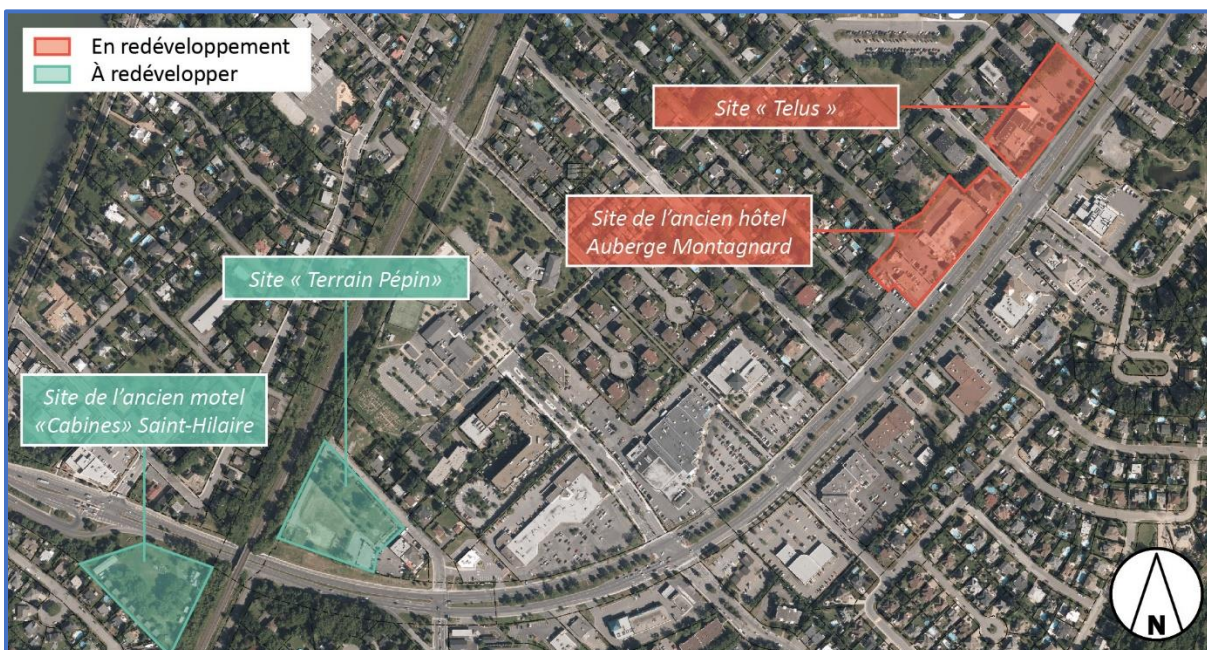 En redéveloppement
À redévelopper
Site « Telus »
Site de l'ancien hôtel
Auberge Montagnard
Site « Terrain Pépin»
Site de l'ancien motel
«Cabines» Saint-Hilaire
N